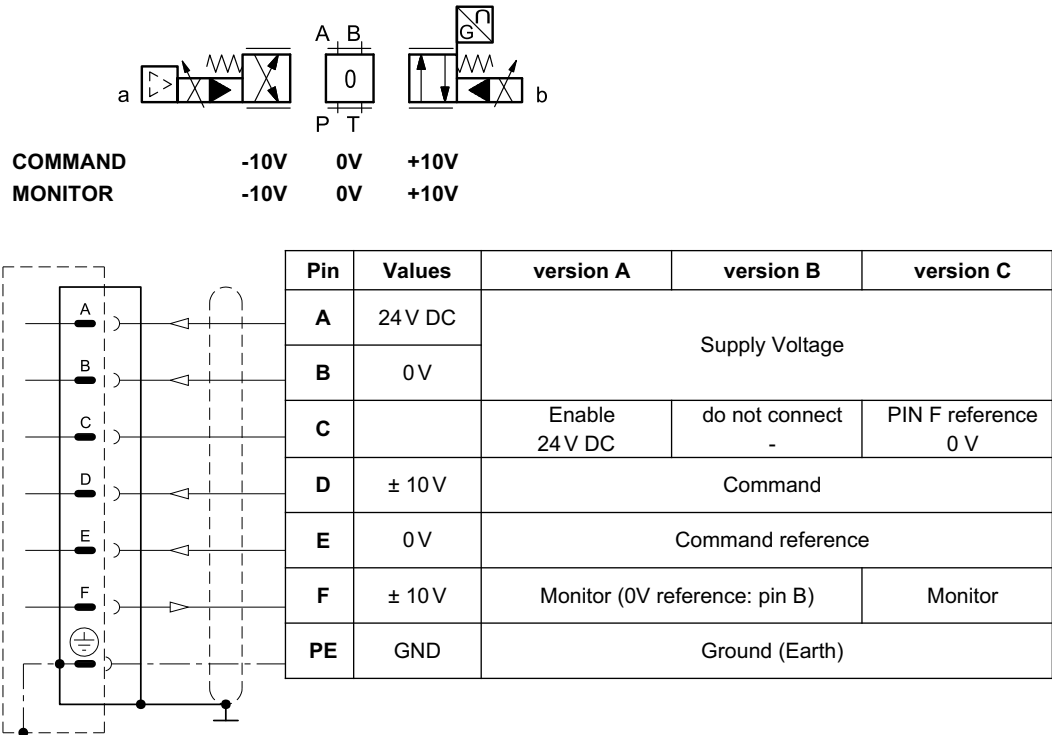 A B
G
a
0
b
P T
COMMAND -10V 0V +10V
MONITOR -10V 0V +10V
Pin Values version A version B version C
A A 24 V DC Supply Voltage
B B 0 V
C C Enable 24 V DC do not connect - PIN F reference 0 V
D D ± 10 V Command
E E 0 V Command reference
F F ± 10 V Monitor (0V reference: pin B) Monitor
PE GND Ground (Earth)